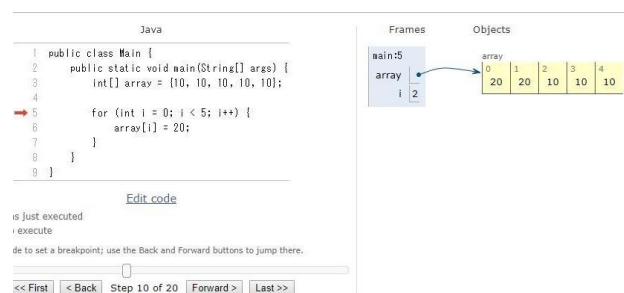 Java
1 public class Main {
2 public static void main(String[] args) {
3 int[] array = {10, 10, 10, 10, 10};
4
5 for (int i = 0; i < 5; i++) {
6 array[i] = 20;
7 }
8 }
9 }
Edit code
as just executed
execute
de to set a breakpoint; use the Back and Forward buttons to jump there.
<< First < Back Step 10 of 20 Forward > Last >>
Frames Objects
main:5
array
i 2
array
0 1 2 3 4
20 20 10 10 10